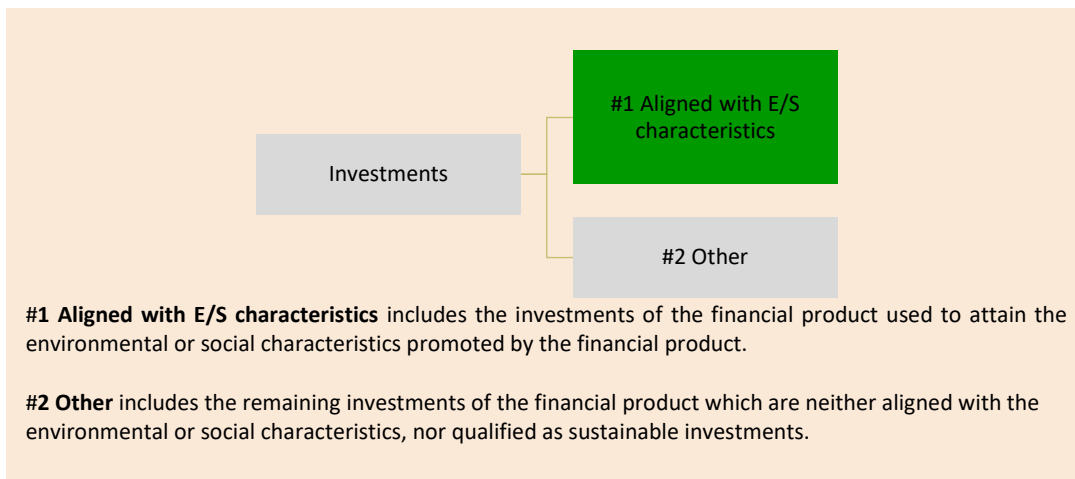 #1 Aligned with E/S
characteristics
Investments
#2 Other
#1 Aligned with E/S characteristics includes the investments of the financial product used to attain the
environmental or social characteristics promoted by the financial product.
#2 Other includes the remaining investments of the financial product which are neither aligned with the
environmental or social characteristics, nor qualified as sustainable investments.